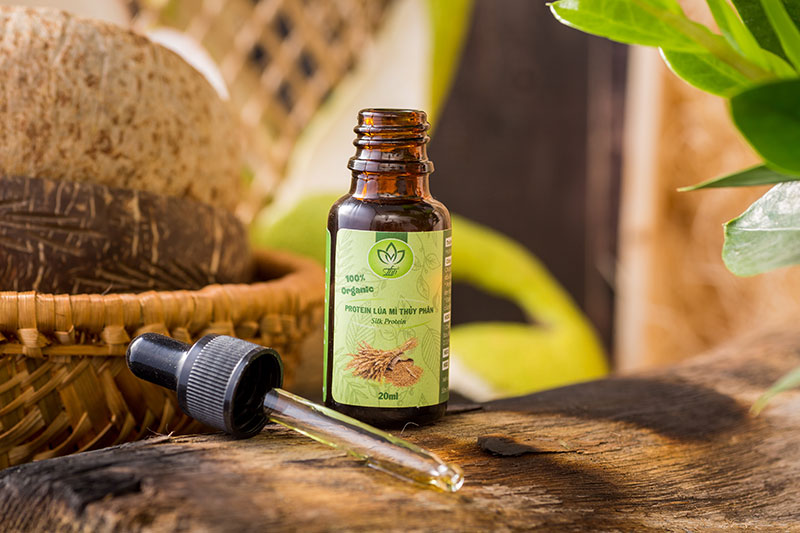 100%
Organic
PROTEIN LÚA MÌ THỦY PHÂN
Silk Protein
20ml